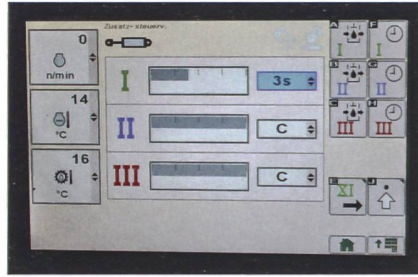 Zusatz-steuerv.
0
n/min
14
°C
16
°C
I
3s
II
C
III
C
I
I
II
II
III
III
XI